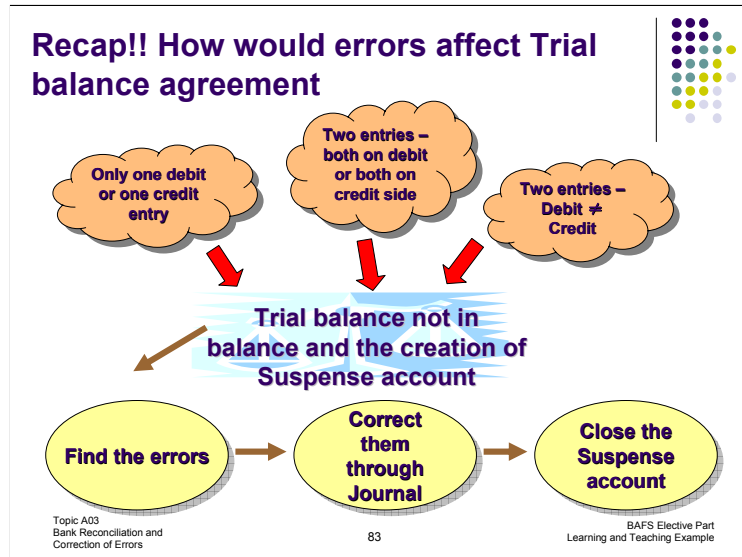 Recap!! How would errors affect Trial
balance agreement
Only one debit
or one credit
entry
Two entries –
both on debit
or both on
credit side
Two entries –
Debit ≠
Credit
Trial balance not in
balance and the creation of
Suspense account
Find the errors
Correct
them
through
Journal
Close the
Suspense
account
Topic A03
Bank Reconciliation and
Correction of Errors
83
BAFS Elective Part
Learning and Teaching Example